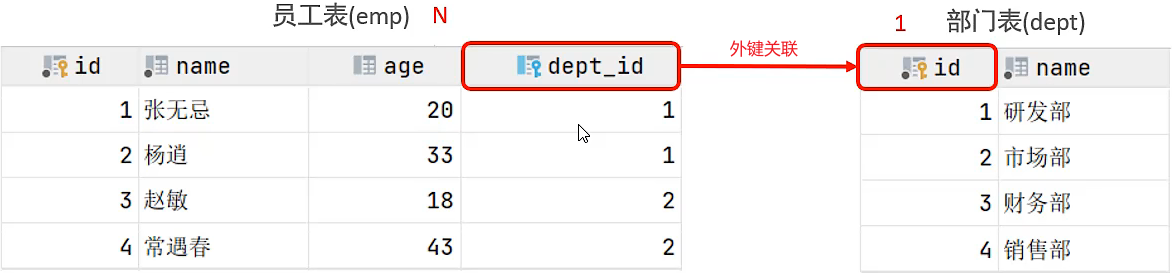 员工表(emp) N
1 部门表(dept)
外键关联
id name age dept_id
1 张无忌 20 1
2 杨逍 33 1
3 赵敏 18 2
4 常遇春 43 2
id name
1 研发部
2 市场部
3 财务部
4 销售部